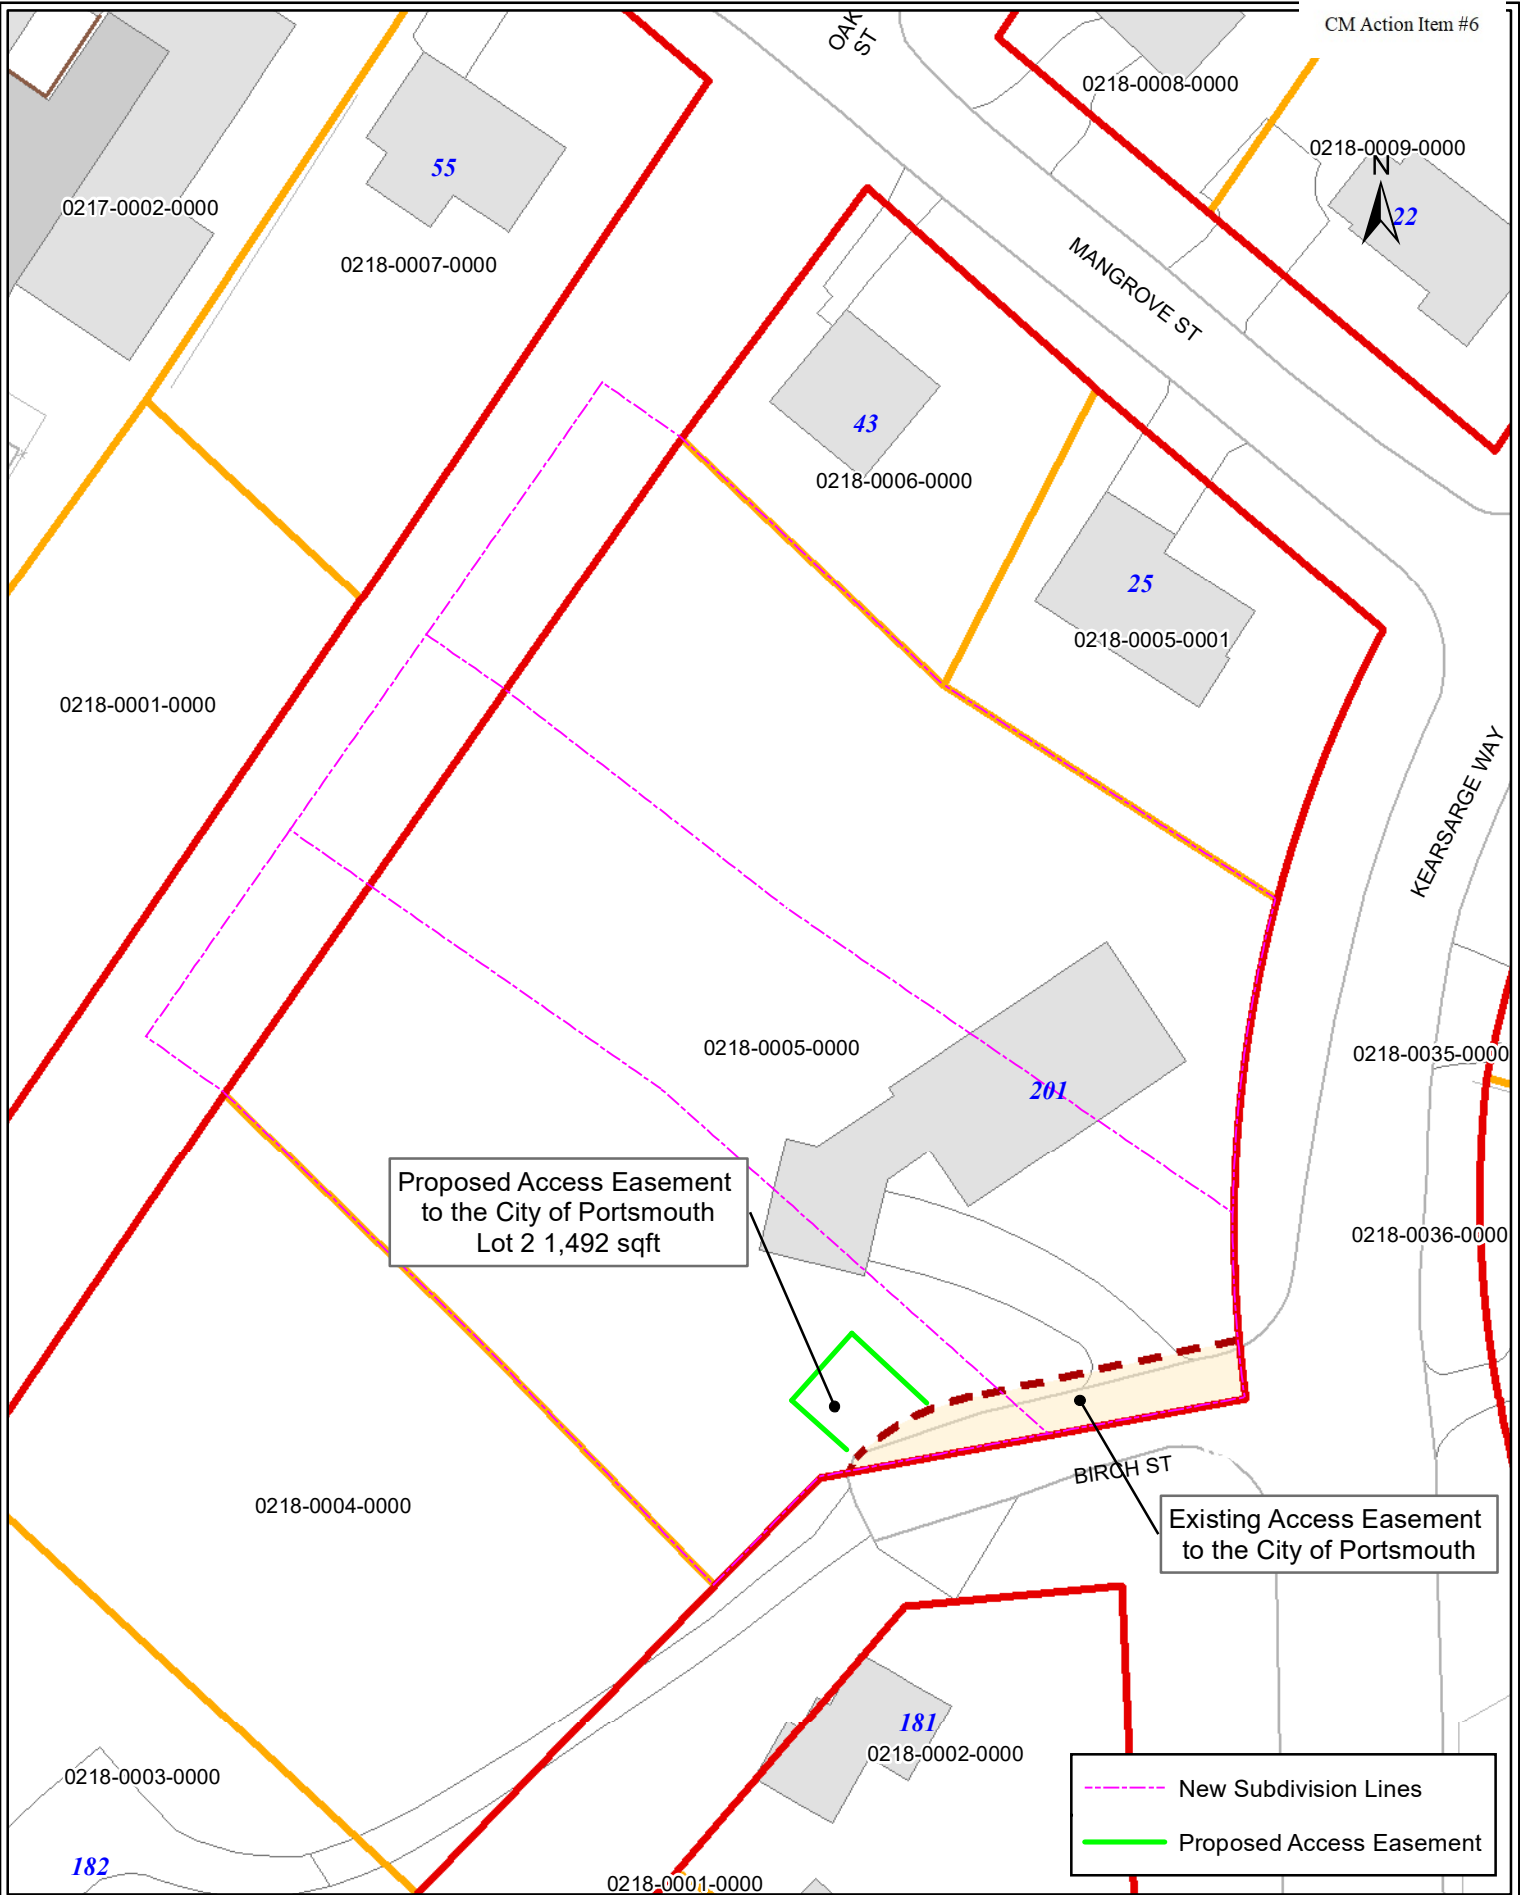 CM Action Item #6
OAK
ST
0218-0008-0000
0218-0009-0000
N
22
55
0217-0002-0000
0218-0007-0000
MANGROVE ST
43
0218-0006-0000
25
0218-0005-0001
0218-0001-0000
KEARSARGE WAY
0218-0005-0000
201
0218-0035-0000
Proposed Access Easement
to the City of Portsmouth
Lot 2 1,492 sqft
0218-0036-0000
BIRCH ST
0218-0004-0000
Existing Access Easement
to the City of Portsmouth
181
0218-0002-0000
0218-0003-0000
182
0218-0001-0000
New Subdivision Lines
Proposed Access Easement